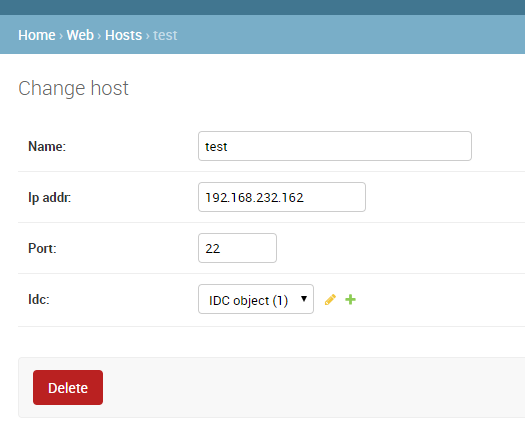 Home › Web › Hosts › test
Change host
Name: test
Ip addr: 192.168.232.162
Port: 22
Idc: IDC object (1)
Delete